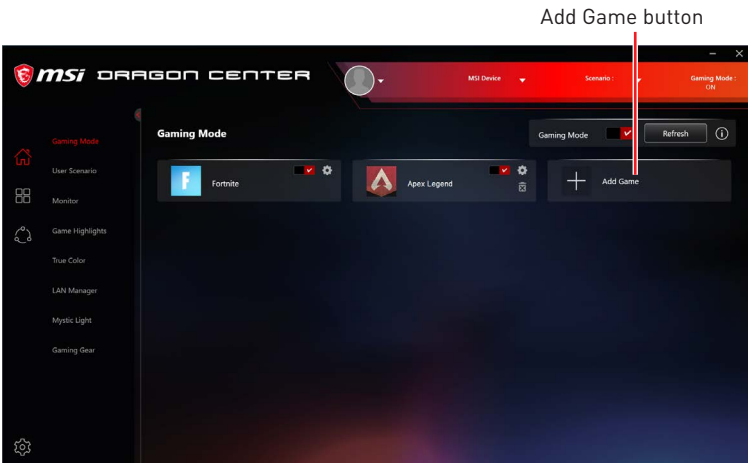 Add Game button
msi DRAGON CENTER
MSI Device
Scenario :
Gaming Mode :
ON
Gaming Mode
User Scenario
Monitor
Game Highlights
True Color
LAN Manager
Mystic Light
Gaming Gear
Gaming Mode
Gaming Mode
Refresh
Fortnite
Apex Legend
Add Game